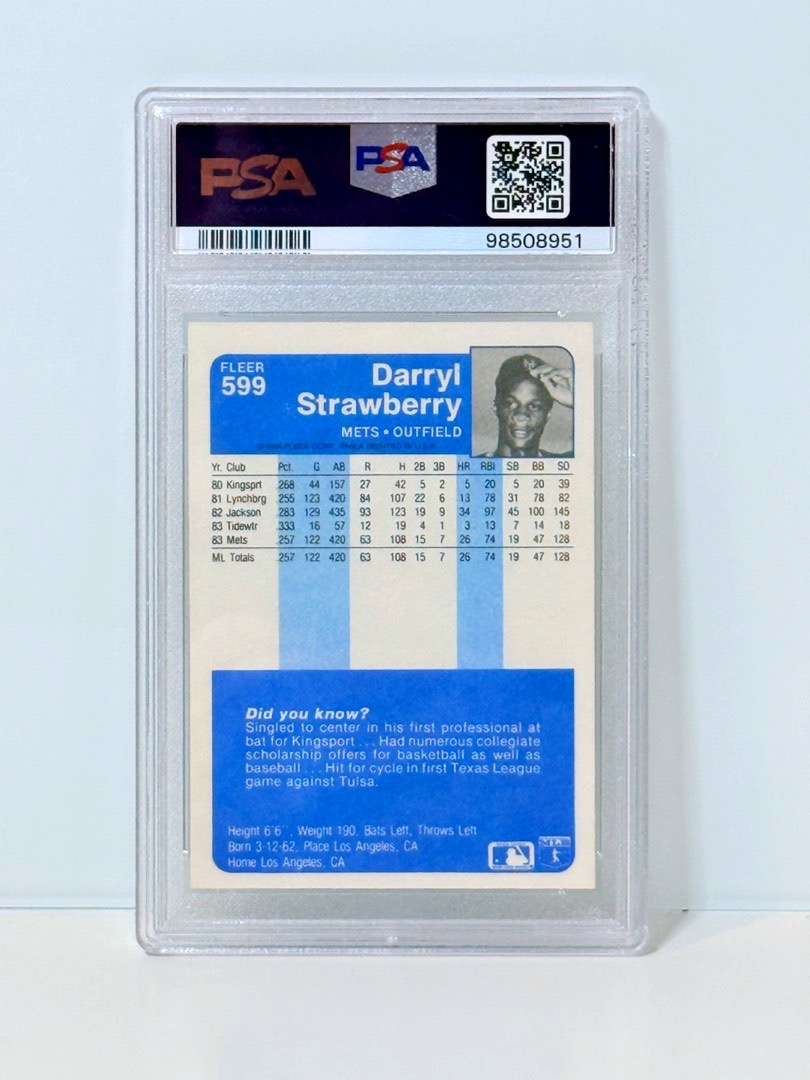 PSA
PSA
98508951
FLEER
599
Darryl
Strawberry
METS • OUTFIELD
Yr. Club Pct. G AB R H 2B 3B HR RBI SB BB SO
80 Kingsprt .268 44 157 27 42 5 2 5 20 5 20 39
81 Lynchbrg .255 123 420 84 107 22 6 13 78 31 78 82
82 Jackson .283 129 435 93 123 19 9 34 97 45 100 145
83 Tidewtr .333 16 57 12 19 4 1 3 13 7 14 18
83 Mets .257 122 420 63 108 15 7 26 74 19 47 128
ML Totals .257 122 420 63 108 15 7 26 74 19 47 128
Did you know?
Singled to center in his first professional at
bat for Kingsport . . . Had numerous collegiate
scholarship offers for basketball as well as
baseball . . . Hit for cycle in first Texas League
game against Tulsa.
Height 6'6'', Weight 190, Bats Left, Throws Left
Born 3-12-62, Place Los Angeles, CA
Home Los Angeles, CA